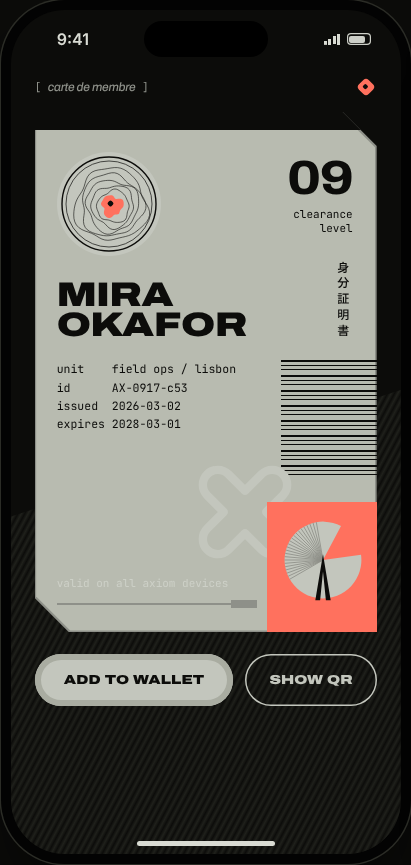 9:41
[ carte de membre ]
09
clearance
level
身分証明書
MIRA
OKAFOR
unit field ops / lisbon
id AX-0917-c53
issued 2026-03-02
expires 2028-03-01
valid on all axiom devices
ADD TO WALLET
SHOW QR